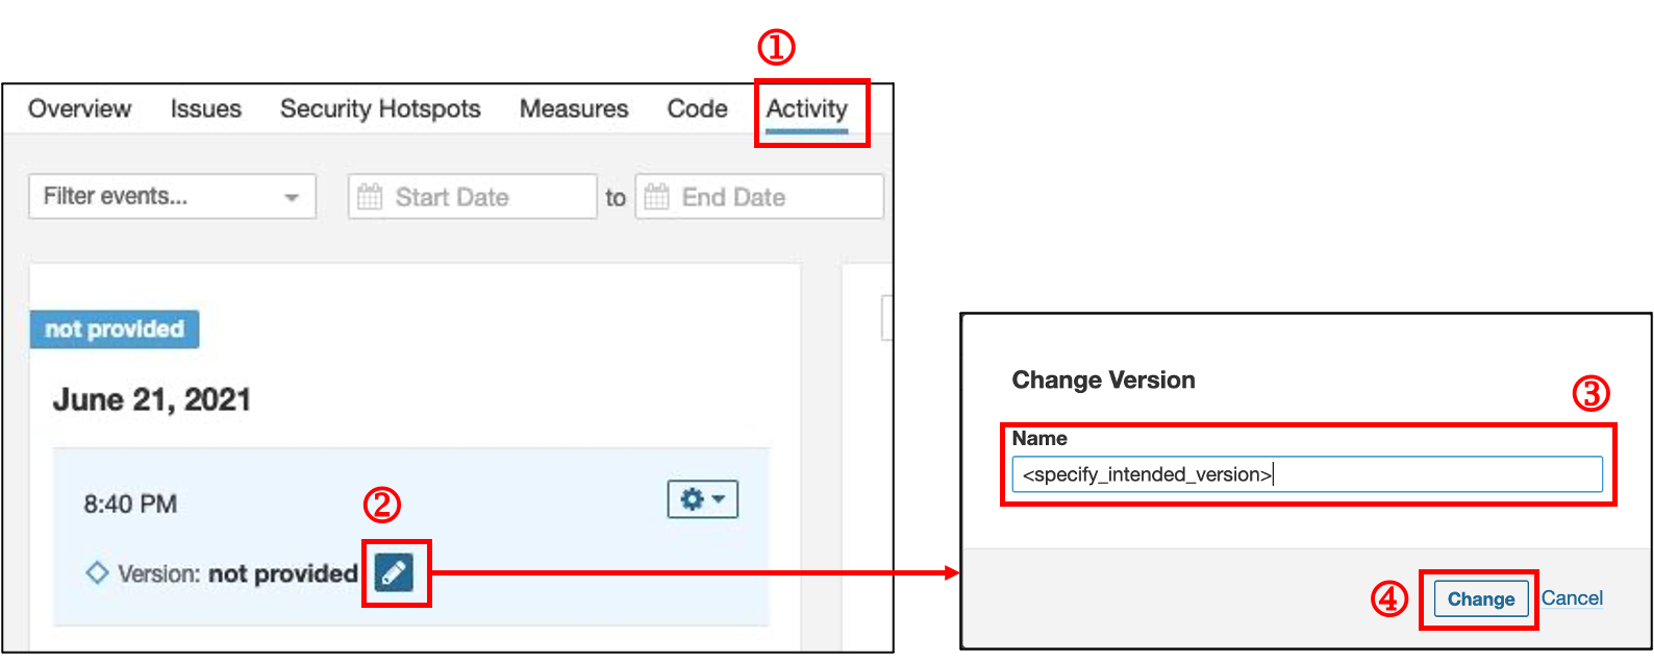 ①
Overview Issues Security Hotspots Measures Code Activity
Filter events... Start Date to End Date
not provided
June 21, 2021
8:40 PM
②
Version: not provided
Change Version
③
Name
<specify_intended_version>
④ Change Cancel